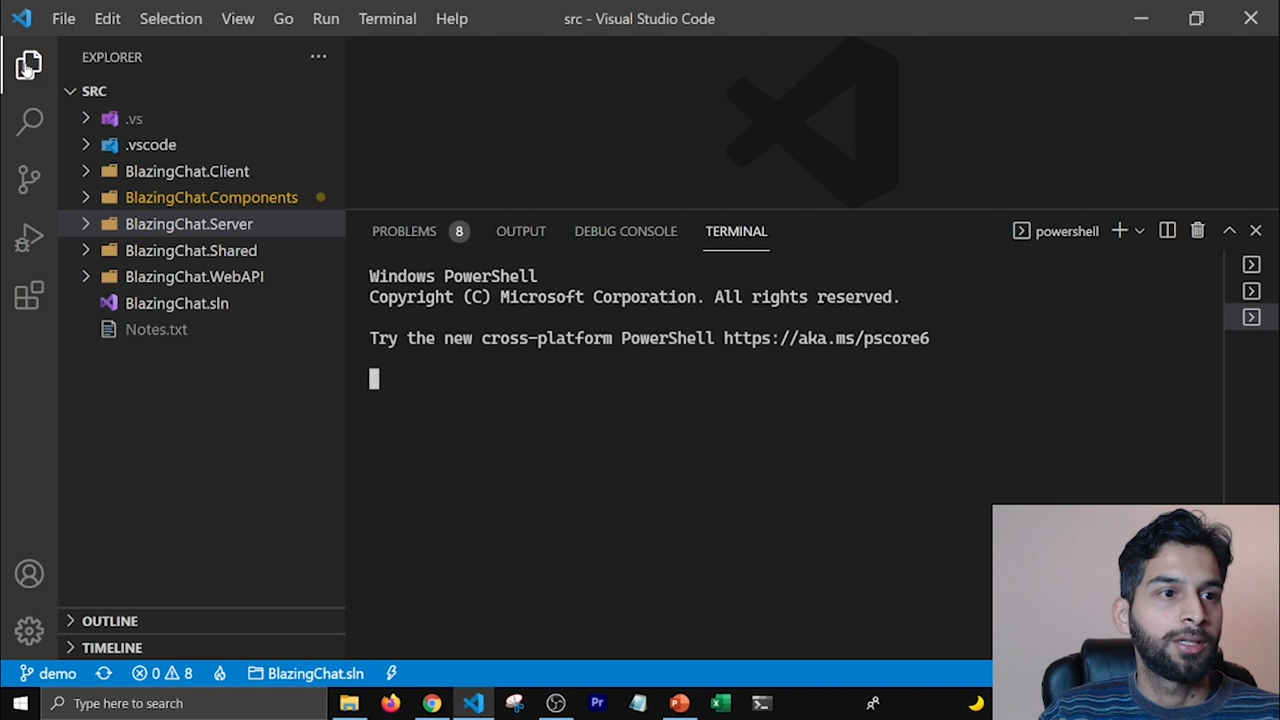 File Edit Selection View Go Run Terminal Help src - Visual Studio Code
EXPLORER
SRC
.vs
.vscode
BlazingChat.Client
BlazingChat.Components
BlazingChat.Server
BlazingChat.Shared
BlazingChat.WebAPI
BlazingChat.sln
Notes.txt
OUTLINE
TIMELINE
PROBLEMS 8 OUTPUT DEBUG CONSOLE TERMINAL powershell
Windows PowerShell
Copyright (C) Microsoft Corporation. All rights reserved.
Try the new cross-platform PowerShell https://aka.ms/pscore6
demo 0 8 BlazingChat.sln
Type here to search Pr